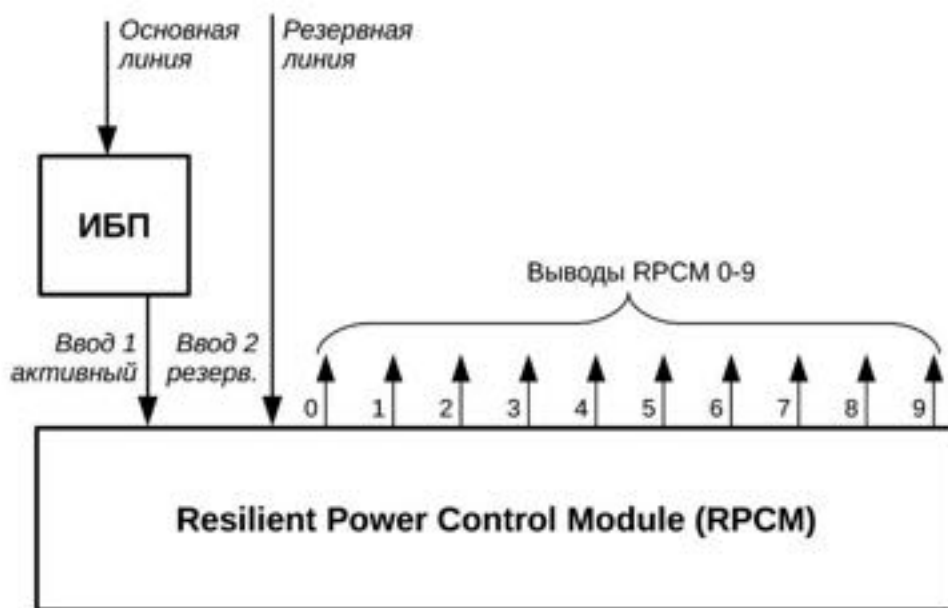 Основная
линия
Резервная
линия
ИБП
Выводы RPCM 0-9
Ввод 1
активный
Ввод 2
резерв.
0 1 2 3 4 5 6 7 8 9
Resilient Power Control Module (RPCM)